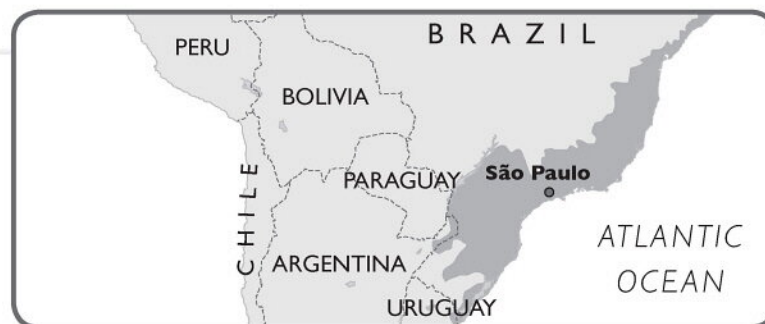 BRAZIL
PERU
BOLIVIA
CHILE
PARAGUAY
São Paulo
ATLANTIC
OCEAN
ARGENTINA
URUGUAY